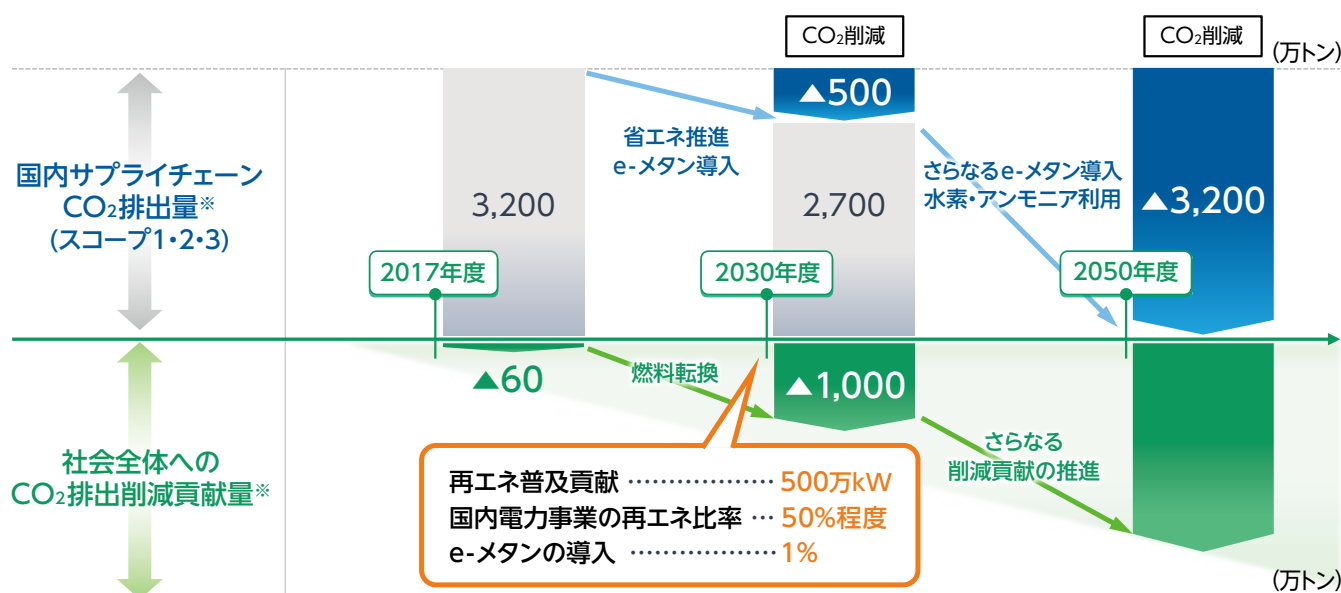 CO₂削減
CO₂削減
(万トン)
▲500
省エネ推進
e-メタン導入
さらなるe-メタン導入
水素・アンモニア利用
国内サプライチェーン
CO₂排出量※
(スコープ1・2・3)
3,200
2,700
▲3,200
2017年度
2030年度
2050年度
▲60
燃料転換
▲1,000
さらなる
削減貢献の推進
社会全体への
CO₂排出削減貢献量※
再エネ普及貢献 ……………… 500万kW
国内電力事業の再エネ比率 … 50%程度
e-メタンの導入 ……………… 1%
(万トン)